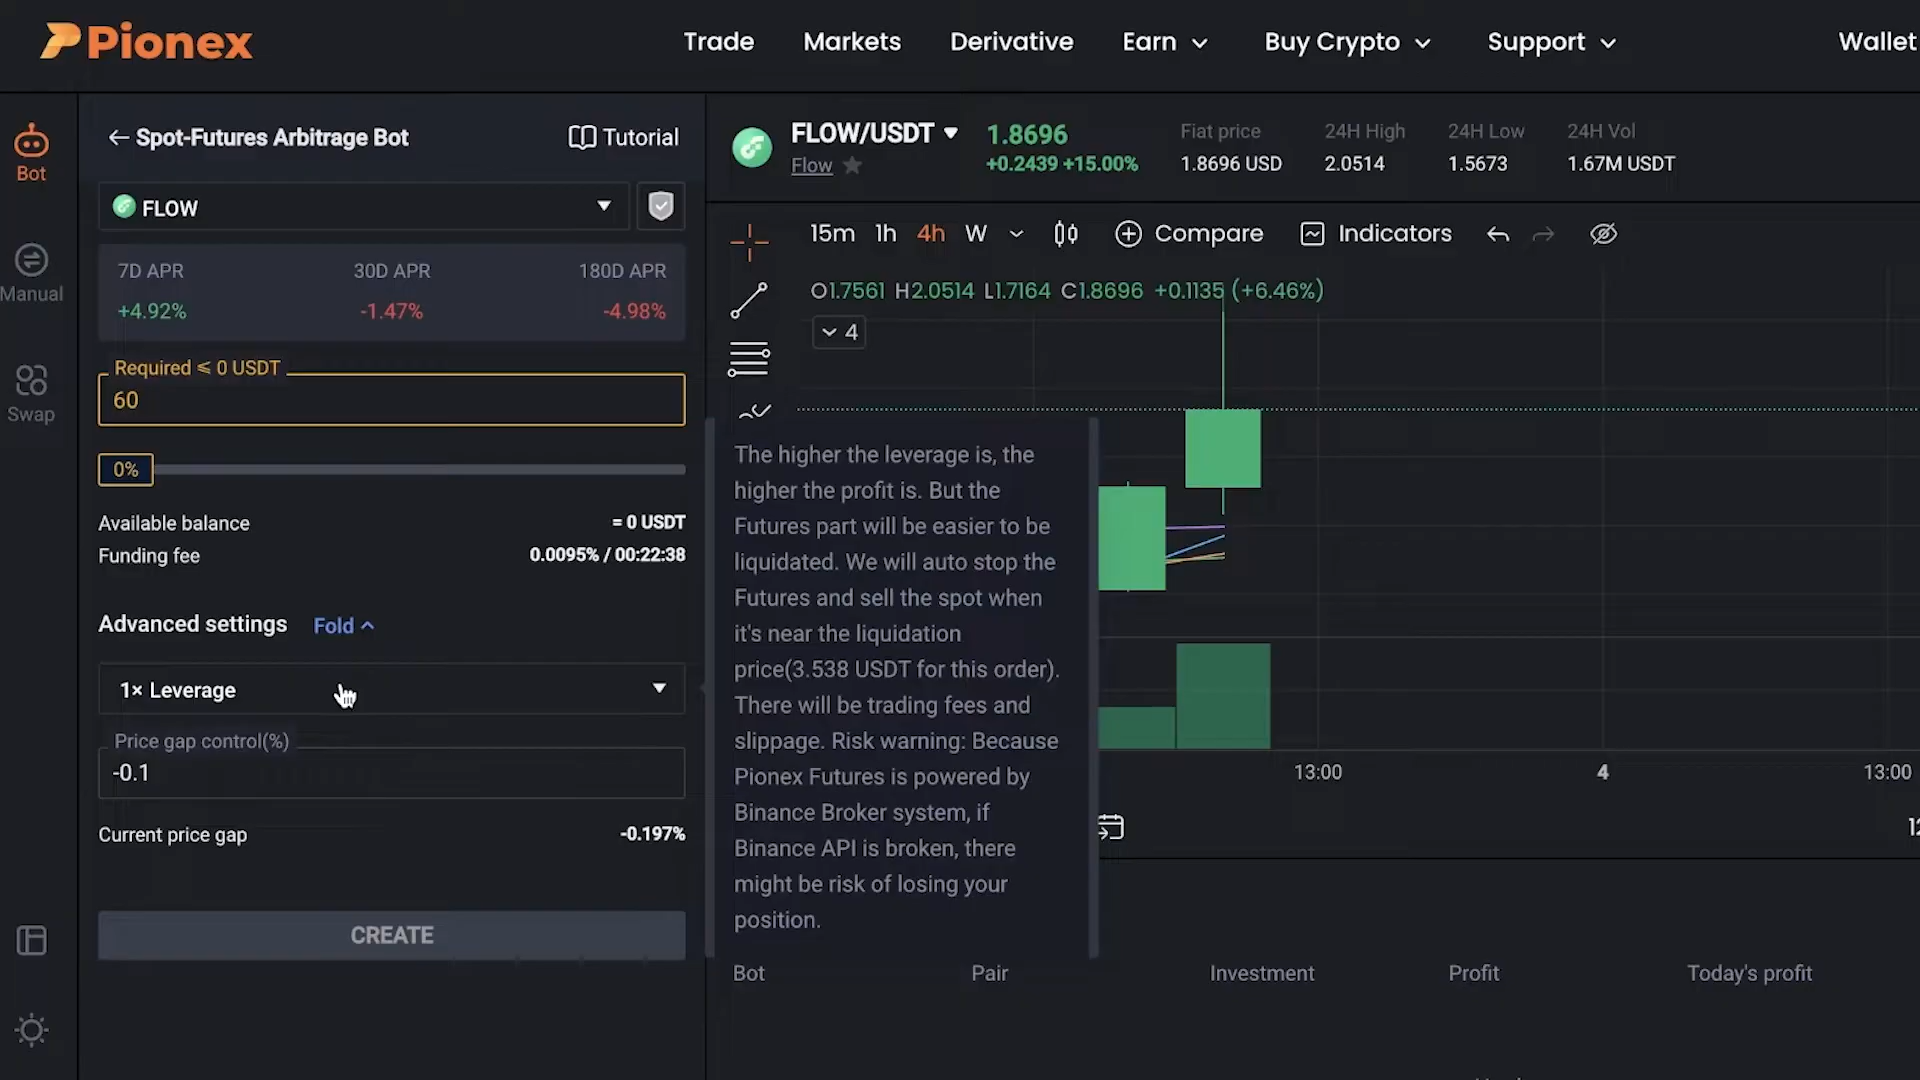 Pionex
Trade Markets Derivative Earn Buy Crypto Support Wallet
Bot
Manual
Swap
← Spot-Futures Arbitrage Bot Tutorial
FLOW
7D APR 30D APR 180D APR
+4.92% -1.47% -4.98%
Required ≤ 0 USDT
60
0%
Available balance = 0 USDT
Funding fee 0.0095% / 00:22:38
Advanced settings Fold
1× Leverage
Price gap control(%)
-0.1
Current price gap -0.197%
CREATE
FLOW/USDT 1.8696 Fiat price 24H High 24H Low 24H Vol
Flow +0.2439 +15.00% 1.8696 USD 2.0514 1.5673 1.67M USDT
15m 1h 4h W Compare Indicators
O1.7561 H2.0514 L1.7164 C1.8696 +0.1135 (+6.46%)
4
The higher the leverage is, the
higher the profit is. But the
Futures part will be easier to be
liquidated. We will auto stop the
Futures and sell the spot when
it's near the liquidation
price(3.538 USDT for this order).
There will be trading fees and
slippage. Risk warning: Because
Pionex Futures is powered by
Binance Broker system, if
Binance API is broken, there
might be risk of losing your
position.
13:00 4 13:00
Bot Pair Investment Profit Today's profit